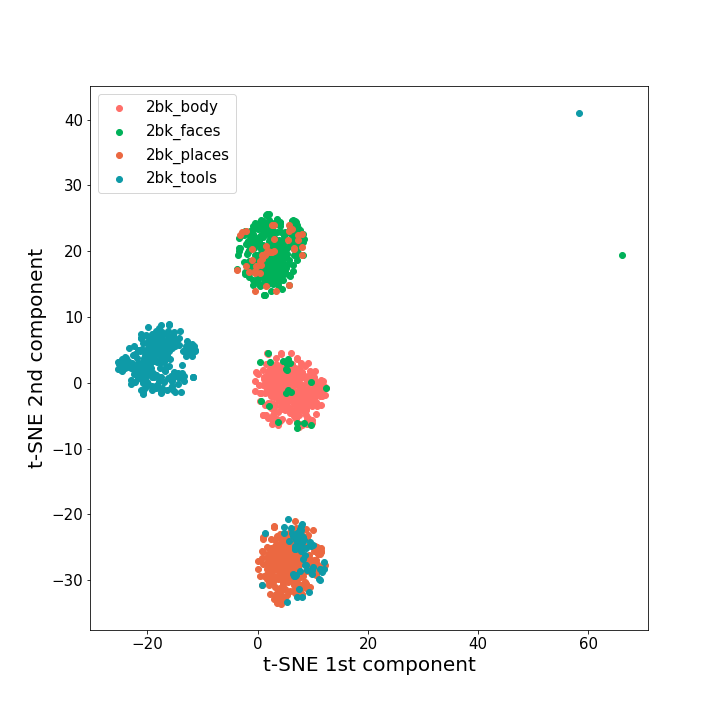 2bk_body
2bk_faces
2bk_places
2bk_tools
40
30
20
10
0
−10
−20
−30
−20 0 20 40 60
t-SNE 2nd component
t-SNE 1st component